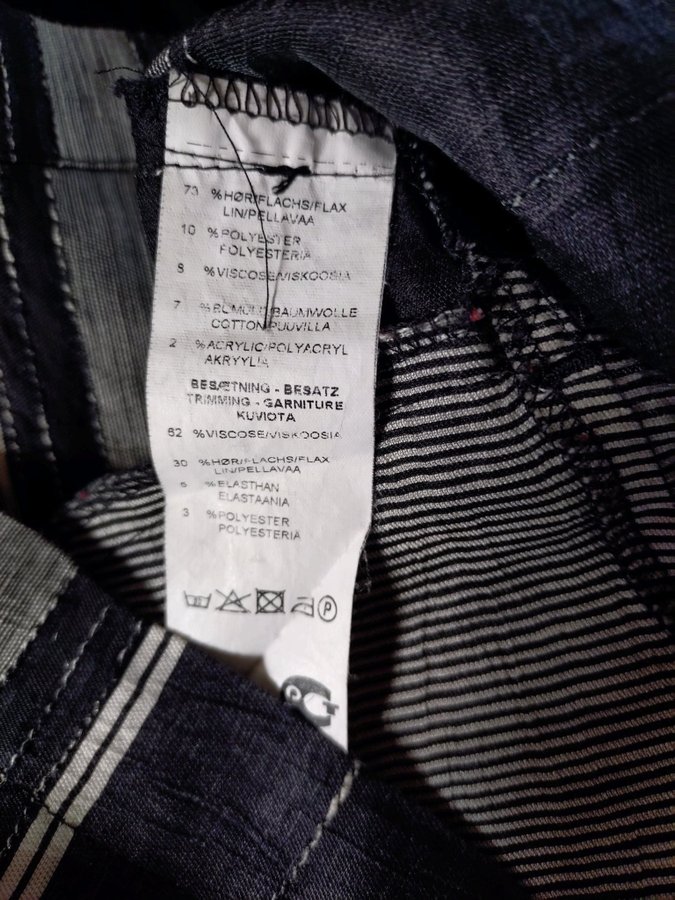 73 %HØR/FLACHS/FLAX
LIN/PELLAVAA
10 %POLYESTER
POLYESTERIA
8 %VISCOSE/VISKOOSIA
7 %BOMULD/BAUMWOLLE
COTTON/PUUVILLA
2 %ACRYLIC/POLYACRYL
AKRYYLIA
BESÆTNING - BESATZ
TRIMMING - GARNITURE
KUVIOTA
62 %VISCOSE/VISKOOSIA
30 %HØR/FLACHS/FLAX
LIN/PELLAVAA
5 %ELASTHAN
ELASTAANIA
3 %POLYESTER
POLYESTERIA
P